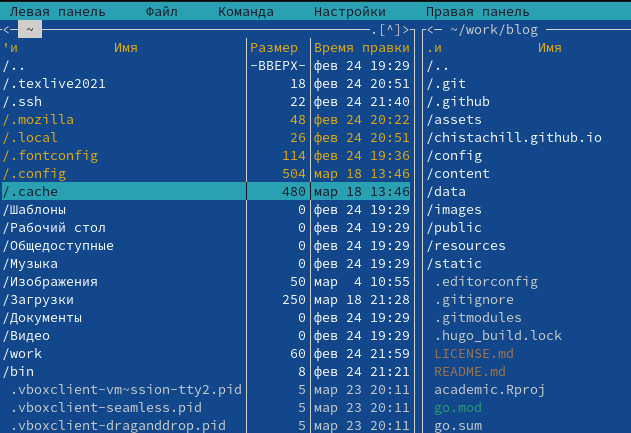 Левая панель Файл Команда Настройки Правая панель
<— ~ .[^]> <— ~/work/blog
'и Имя Размер Время правки .и Имя
/.. -ВВЕРХ- фев 24 19:29 /..
/.texlive2021 18 фев 24 20:51 /.git
/.ssh 22 фев 24 21:40 /.github
/.mozilla 48 фев 24 20:22 /assets
/.local 26 фев 24 20:51 /chistachill.github.io
/.fontconfig 114 фев 24 19:36 /config
/.config 504 мар 18 13:46 /content
/.cache 480 мар 18 13:46 /data
/Шаблоны 0 фев 24 19:29 /images
/Рабочий стол 0 фев 24 19:29 /public
/Общедоступные 0 фев 24 19:29 /resources
/Музыка 0 фев 24 19:29 /static
/Изображения 50 мар 4 10:55 .editorconfig
/Загрузки 250 мар 18 21:28 .gitignore
/Документы 0 фев 24 19:29 .gitmodules
/Видео 0 фев 24 19:29 .hugo_build.lock
/work 60 фев 24 21:59 LICENSE.md
/bin 8 фев 24 21:21 README.md
.vboxclient-vm~ssion-tty2.pid 5 мар 23 20:11 academic.Rproj
.vboxclient-seamless.pid 5 мар 23 20:11 go.mod
.vboxclient-draganddrop.pid 5 мар 23 20:11 go.sum